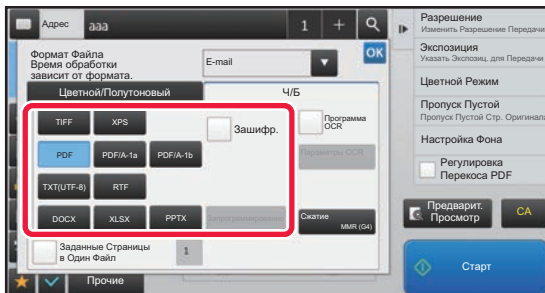 Адрес
aaa
1
Разрешение
Изменить Разрешение Передачи
Экспозиция
Указать Экспозиц. для Передачи
Цветной Режим
Пропуск Пустой
Пропуск Пустой Стр. Оригинала
Настройка Фона
Регулировка
Перекоса PDF
Предварит.
Просмотр
CA
Старт
Формат Файла
Время обработки
зависит от формата.
E-mail
OK
Цветной/Полутоновый
Ч/Б
TIFF
XPS
Зашифр.
Программа
OCR
PDF
PDF/A-1a
PDF/A-1b
Параметры OCR
TXT(UTF-8)
RTF
DOCX
XLSX
PPTX
Сжатие
MMR (G4)
Заданные Страницы
в Один Файл
1
Прочие